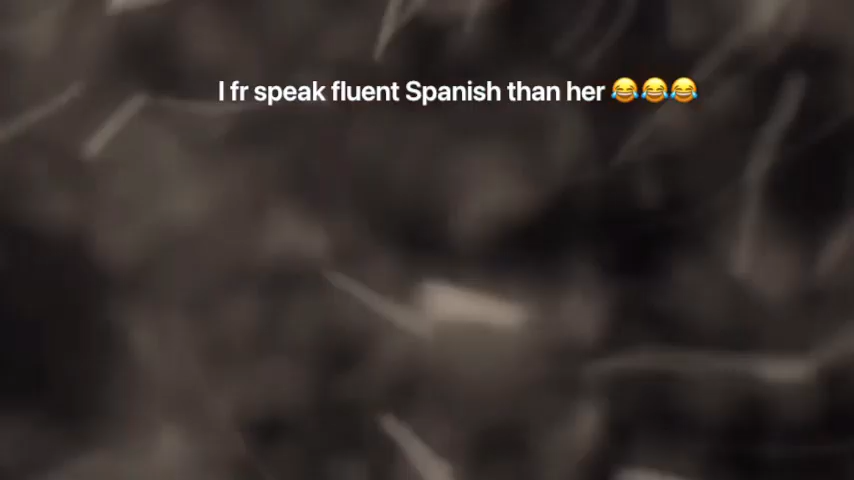 I fr speak fluent Spanish than her 😂😂😂